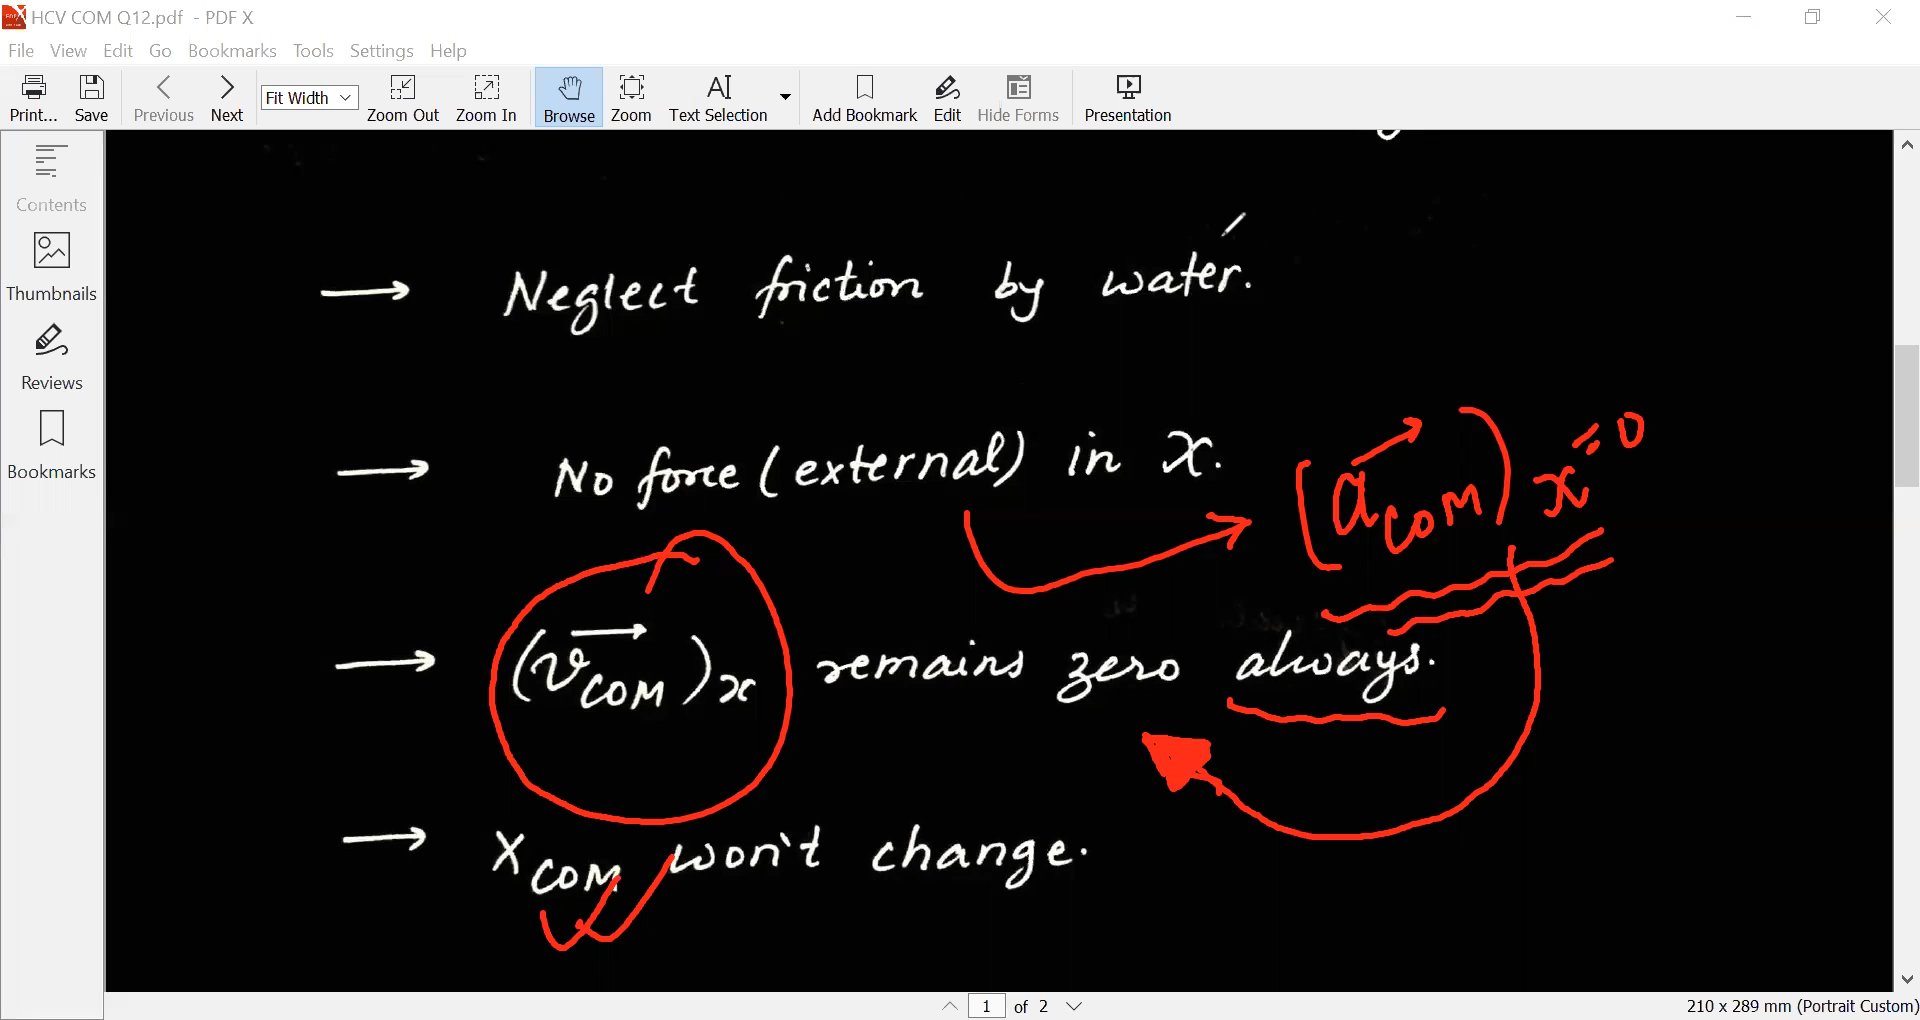 HCV COM Q12.pdf - PDF X
File View Edit Go Bookmarks Tools Settings Help
Print... Save Previous Next Fit Width Zoom Out Zoom In Browse Zoom Text Selection Add Bookmark Edit Hide Forms Presentation
Contents
Thumbnails
Reviews
Bookmarks
→ Neglect friction by water.
→ No force (external) in x. (a⃗COM)x = 0
→ (v⃗COM)x remains zero always.
→ XCOM won't change.
1 of 2 210 x 289 mm (Portrait Custom)